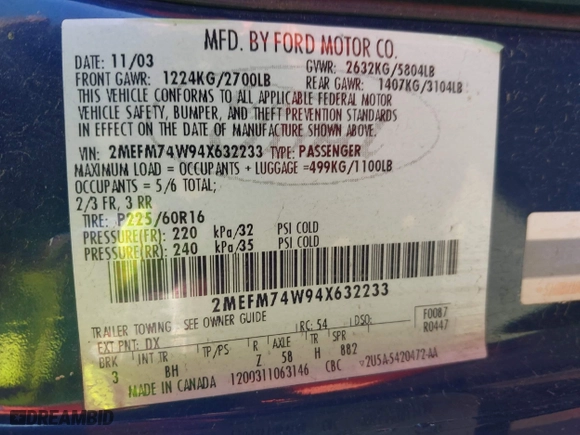 MFD. BY FORD MOTOR CO.
DATE: 11/03 GVWR: 2632KG/5804LB
FRONT GAWR: 1224KG/2700LB REAR GAWR: 1407KG/3104LB
THIS VEHICLE CONFORMS TO ALL APPLICABLE FEDERAL MOTOR
VEHICLE SAFETY, BUMPER, AND THEFT PREVENTION STANDARDS
IN EFFECT ON THE DATE OF MANUFACTURE SHOWN ABOVE.
VIN: 2MEFM74W94X632233 TYPE: PASSENGER
MAXIMUM LOAD = OCCUPANTS + LUGGAGE = 499KG/1100LB
OCCUPANTS = 5/6 TOTAL;
2/3 FR, 3 RR
TIRE: P225/60R16
PRESSURE(FR) 220 kPa/32 PSI COLD
PRESSURE(RR) 240 kPa/35 PSI COLD
2MEFM74W94X632233
TRAILER TOWING - SEE OWNER GUIDE
EXT PNT: DX RC: 54 DSO: F0087
BRK INT TR TP/PS R AXLE TR SPR R0447
3 BH Z 58 H 882
MADE IN CANADA 1200311063146 CBC 2U5A-5420472-AA
DREAMBID